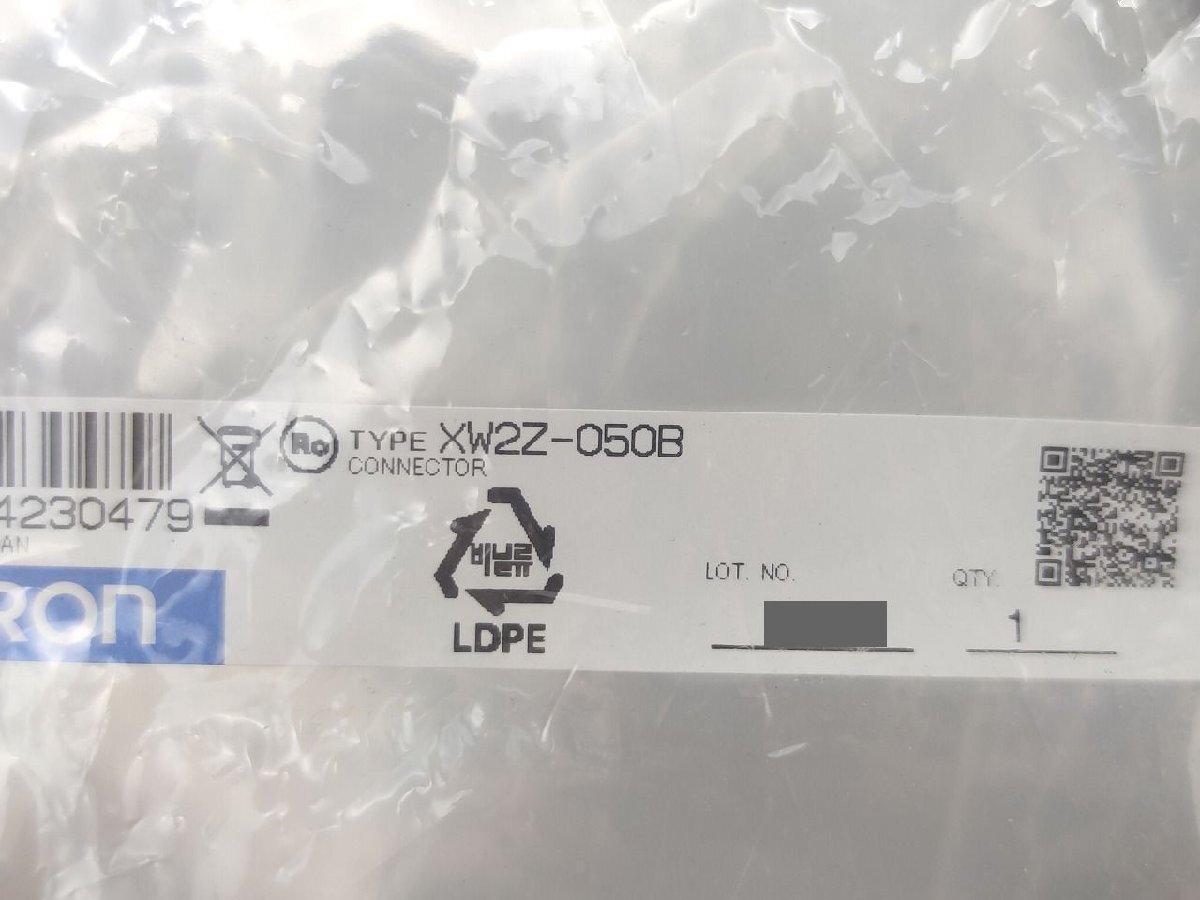 TYPE XW2Z-050B
CONNECTOR
4230479
AN
RON
비닐류
LDPE
LOT. NO.
QTY.
1